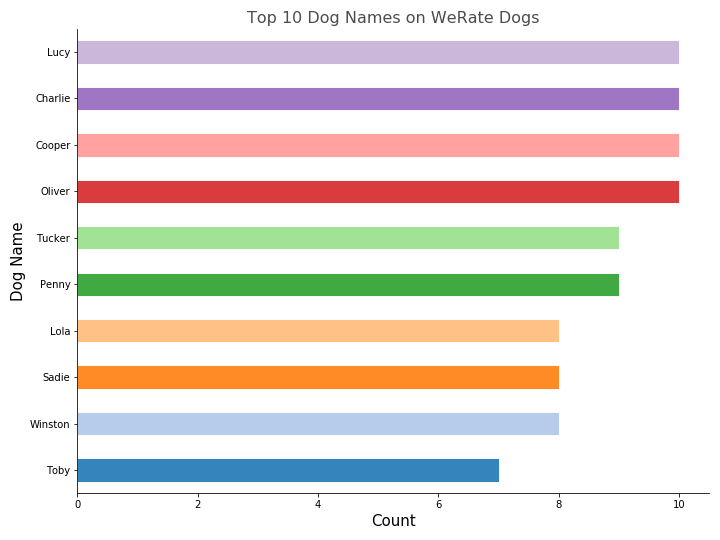 Top 10 Dog Names on WeRate Dogs
Lucy
Charlie
Cooper
Oliver
Tucker
Penny
Lola
Sadie
Winston
Toby
Dog Name
0 2 4 6 8 10
Count